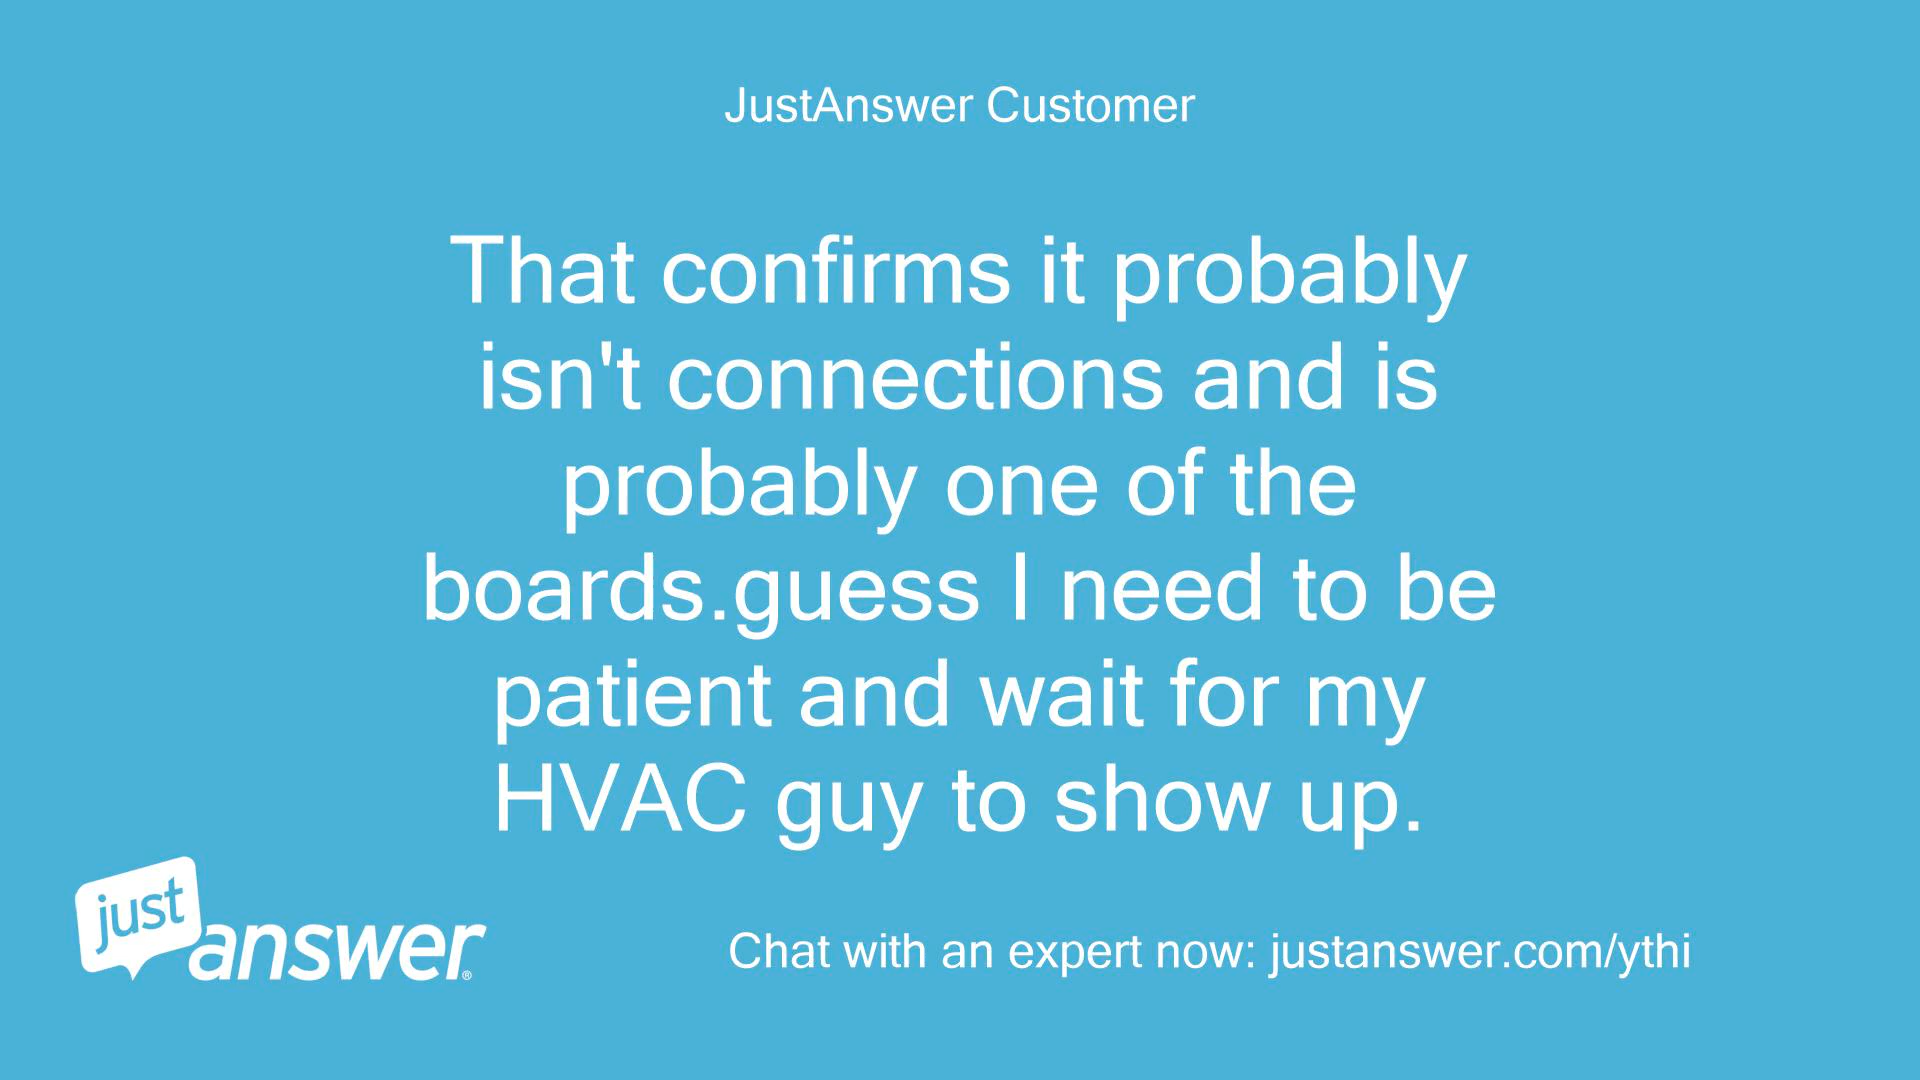 JustAnswer Customer
That confirms it probably
isn't connections and is
probably one of the
boards.guess I need to be
patient and wait for my
HVAC guy to show up.
just
answer®
Chat with an expert now: justanswer.com/ythi